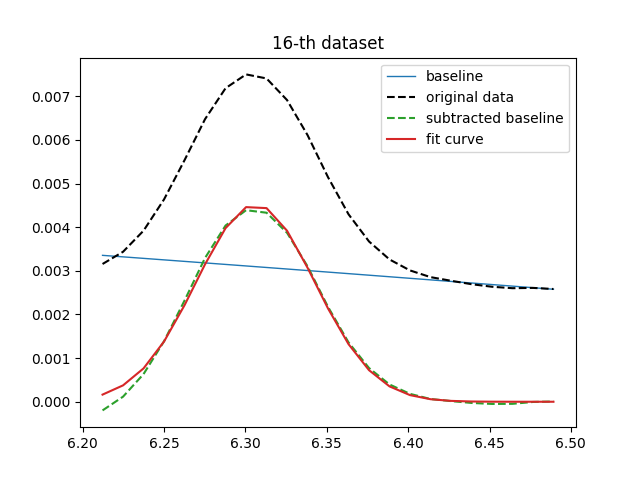 16-th dataset
baseline
original data
subtracted baseline
fit curve
0.007
0.006
0.005
0.004
0.003
0.002
0.001
0.000
6.20 6.25 6.30 6.35 6.40 6.45 6.50